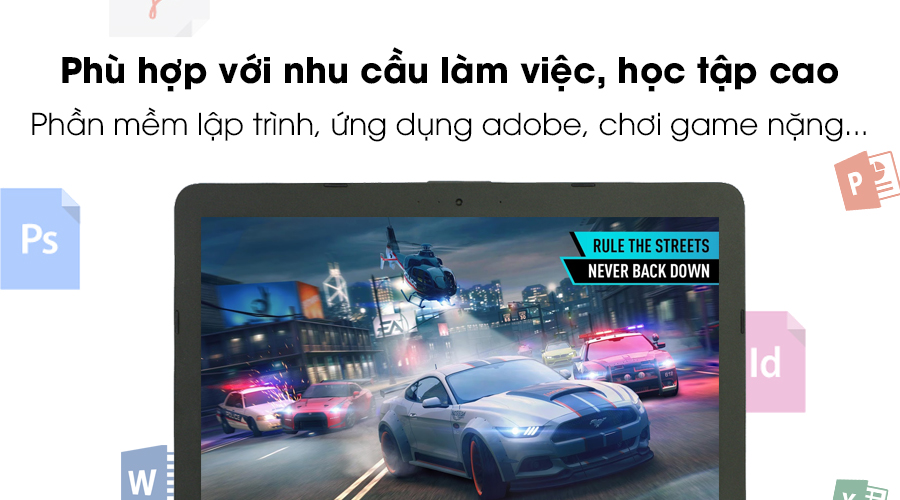 Phù hợp với nhu cầu làm việc, học tập cao
Phần mềm lập trình, ứng dụng adobe, chơi game nặng...
P
Ps
RULE THE STREETS
NEVER BACK DOWN
EA
Id
W
X